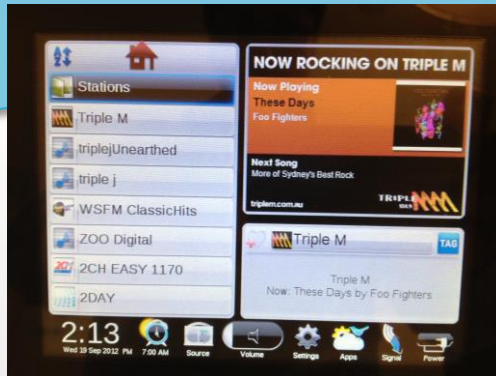 Stations
Triple M
triplejUnearthed
triple j
WSFM ClassicHits
ZOO Digital
2CH EASY 1170
2DAY
NOW ROCKING ON TRIPLE M
Now Playing
These Days
Foo Fighters
Next Song
More of Sydney's Best Rock
triplem.com.au
TRIPLE
Triple M
TAG
Triple M
Now: These Days by Foo Fighters
2:13
Wed 19 Sep 2012 PM
7:00 AM
Source
Volume
Settings
Apps
Signal
Power